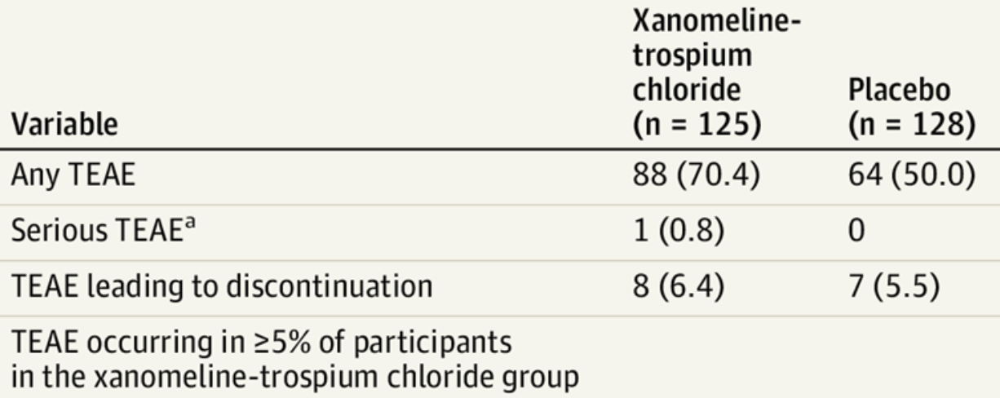 Xanomeline-
trospium
chloride
(n = 125)
Placebo
(n = 128)
Variable
Any TEAE 88 (70.4) 64 (50.0)
Serious TEAEᵃ 1 (0.8) 0
TEAE leading to discontinuation 8 (6.4) 7 (5.5)
TEAE occurring in ≥5% of participants
in the xanomeline-trospium chloride group